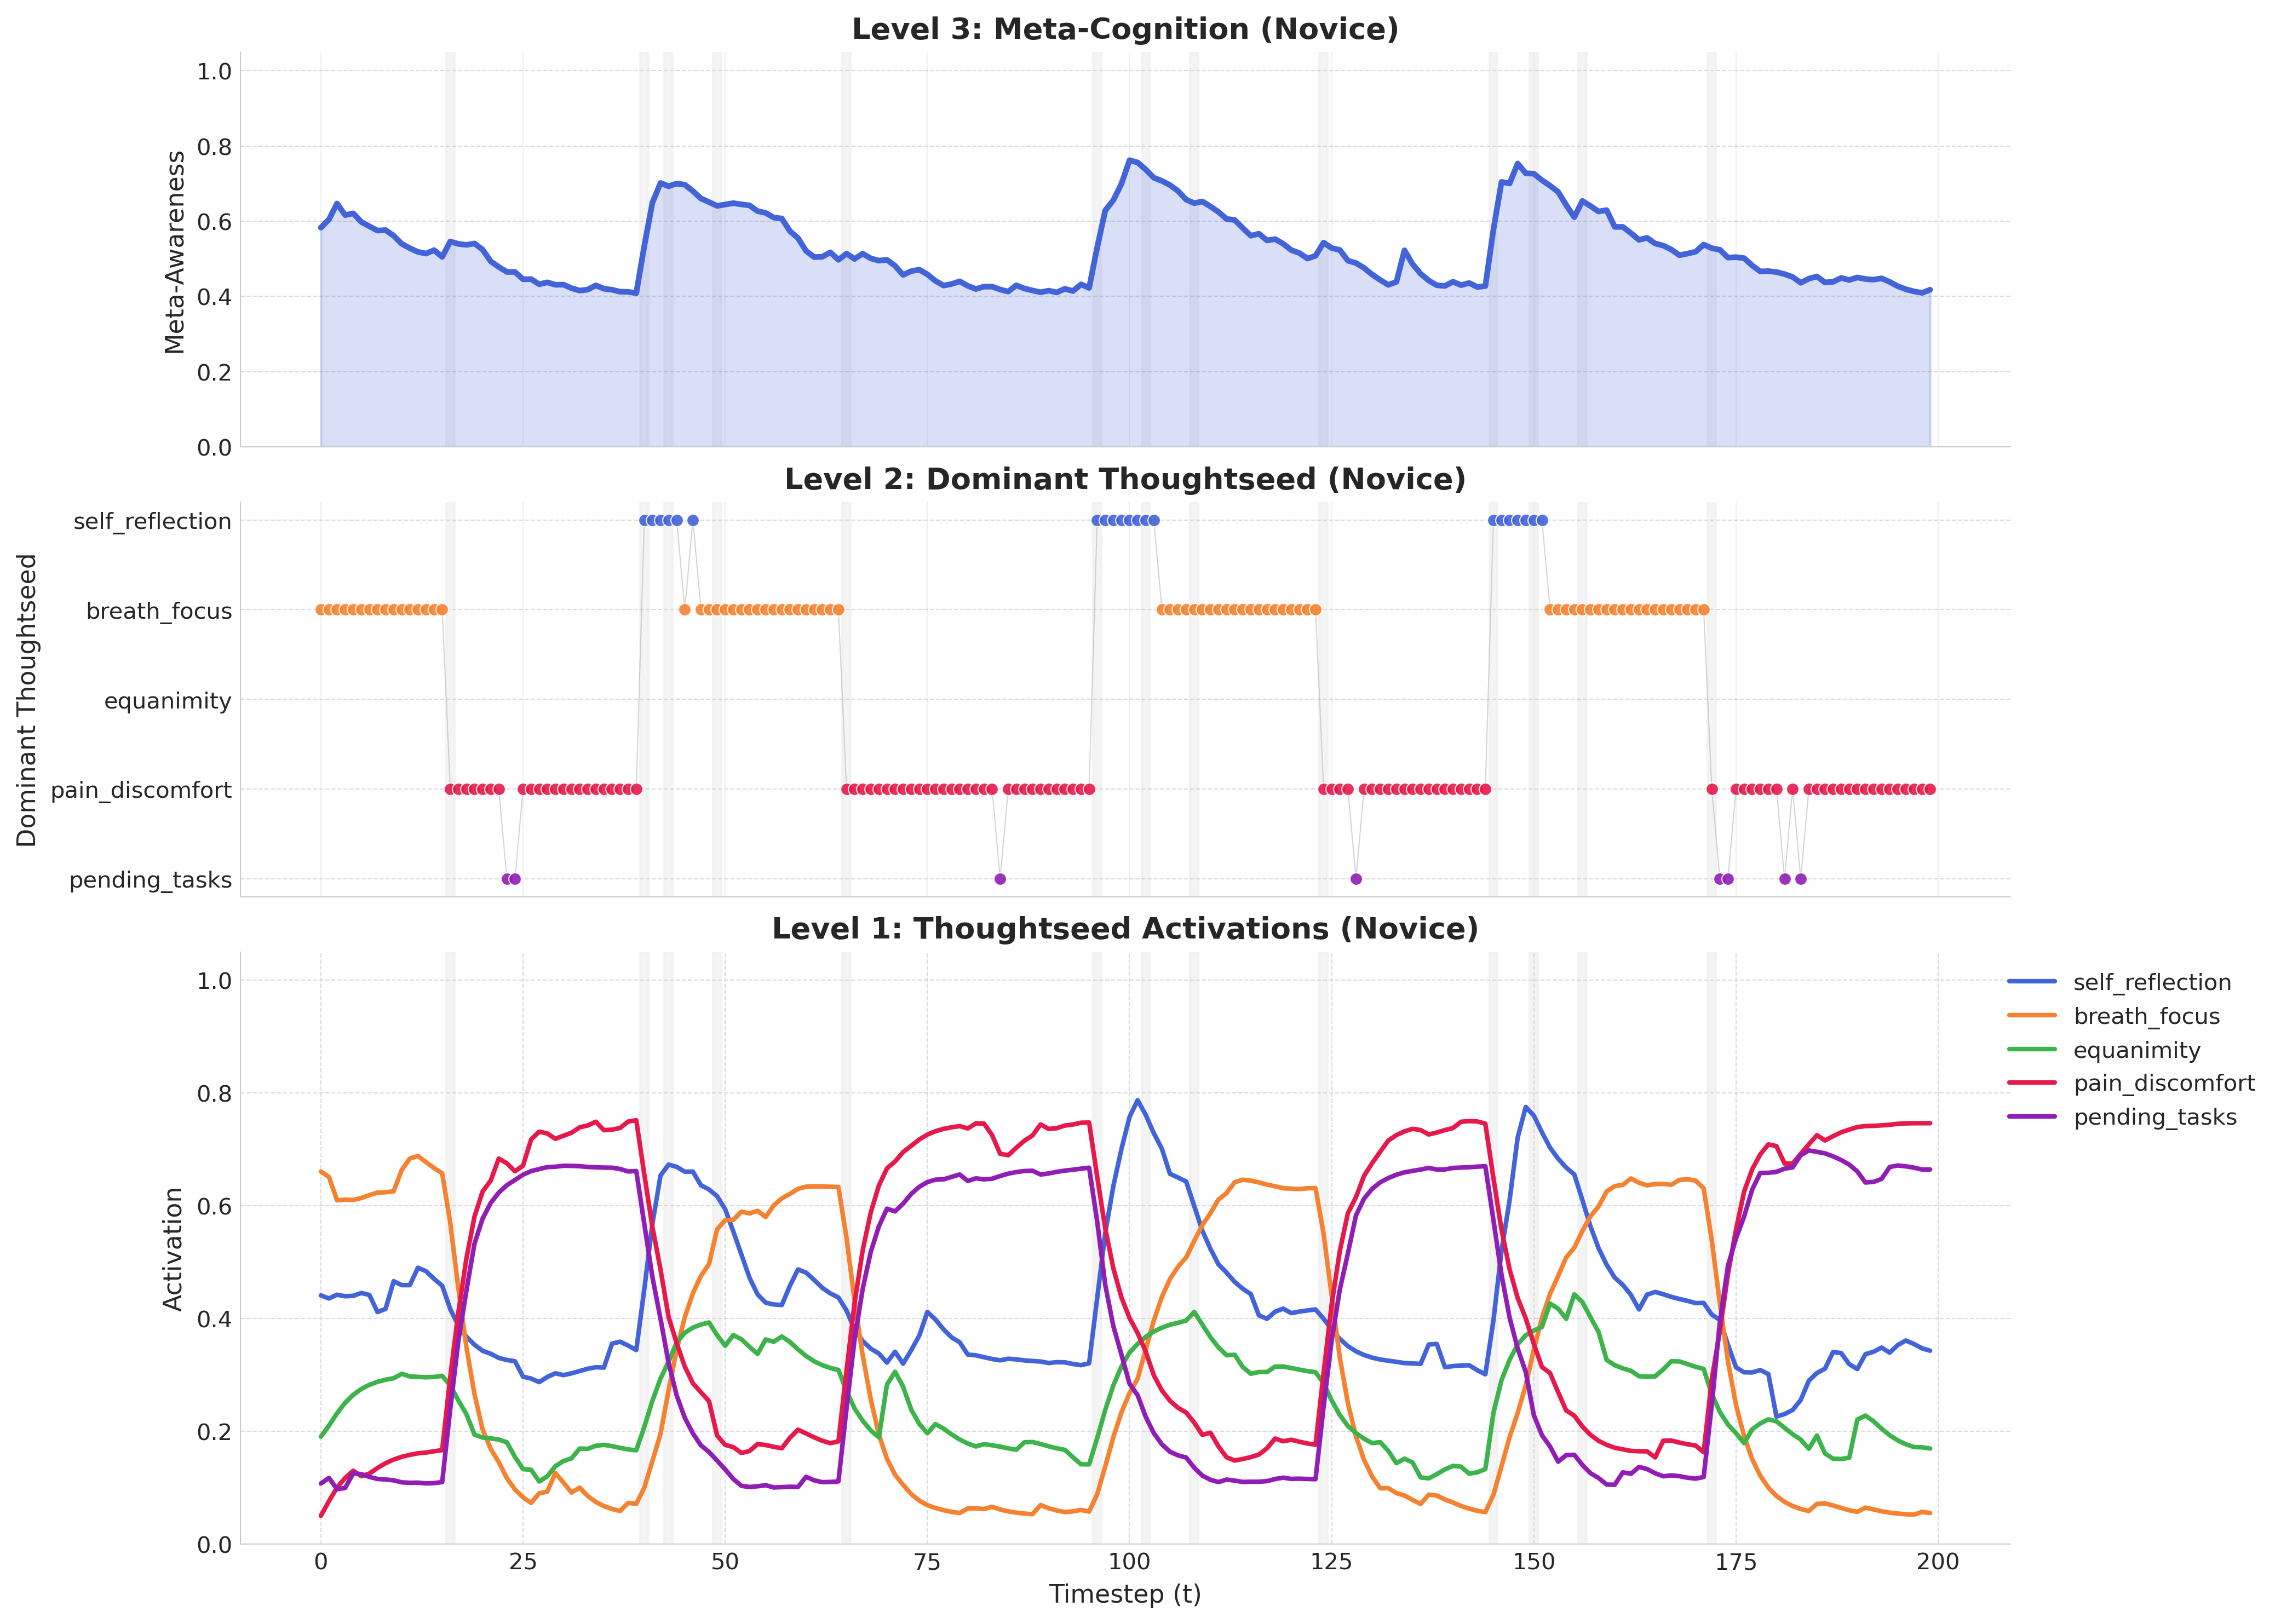 Level 3: Meta-Cognition (Novice)
Meta-Awareness
1.0
0.8
0.6
0.4
0.2
0.0
Level 2: Dominant Thoughtseed (Novice)
Dominant Thoughtseed
self_reflection
breath_focus
equanimity
pain_discomfort
pending_tasks
Level 1: Thoughtseed Activations (Novice)
Activation
1.0
0.8
0.6
0.4
0.2
0.0
0 25 50 75 100 125 150 175 200
Timestep (t)
self_reflection
breath_focus
equanimity
pain_discomfort
pending_tasks